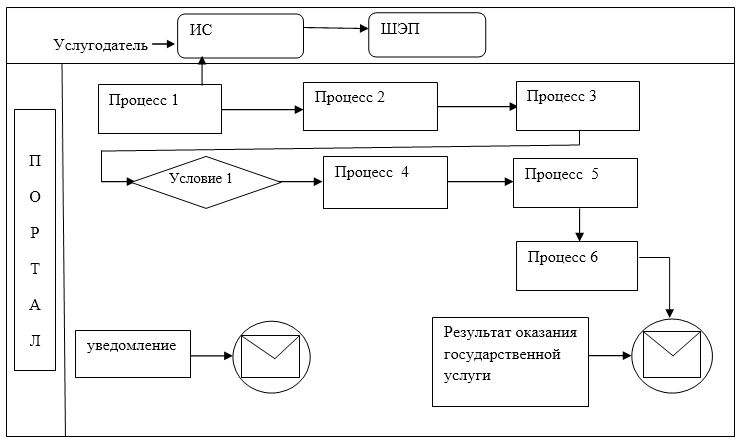 ИС
ШЭП
Услугодатель
Процесс 1
Процесс 2
Процесс 3
П
О
Р
Т
А
Л
Условие 1
Процесс 4
Процесс 5
Процесс 6
уведомление
Результат оказания
государственной
услуги